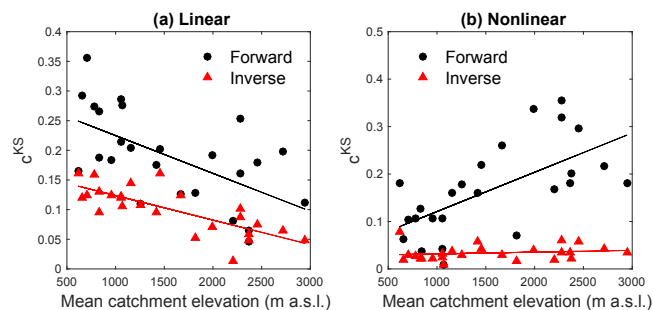 (a) Linear
0.4
0.35
0.3
0.25
0.2
0.15
0.1
0.05
0
c^KS
Forward
Inverse
500 1000 1500 2000 2500 3000
Mean catchment elevation (m a.s.l.)
(b) Nonlinear
0.5
0.4
0.3
0.2
0.1
0
c^KS
Forward
Inverse
500 1000 1500 2000 2500 3000
Mean catchment elevation (m a.s.l.)